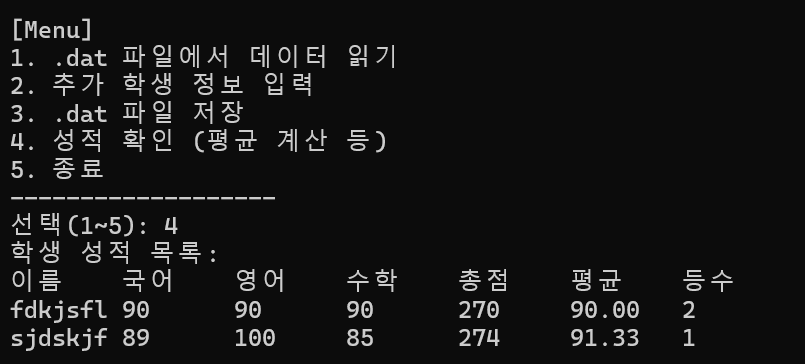 [Menu]
1. .dat 파일에서 데이터 읽기
2. 추가 학생 정보 입력
3. .dat 파일 저장
4. 성적 확인 (평균 계산 등)
5. 종료
-------------------
선택(1~5): 4
학생 성적 목록:
이름 국어 영어 수학 총점 평균 등수
fdkjsfl 90 90 90 270 90.00 2
sjdskjf 89 100 85 274 91.33 1